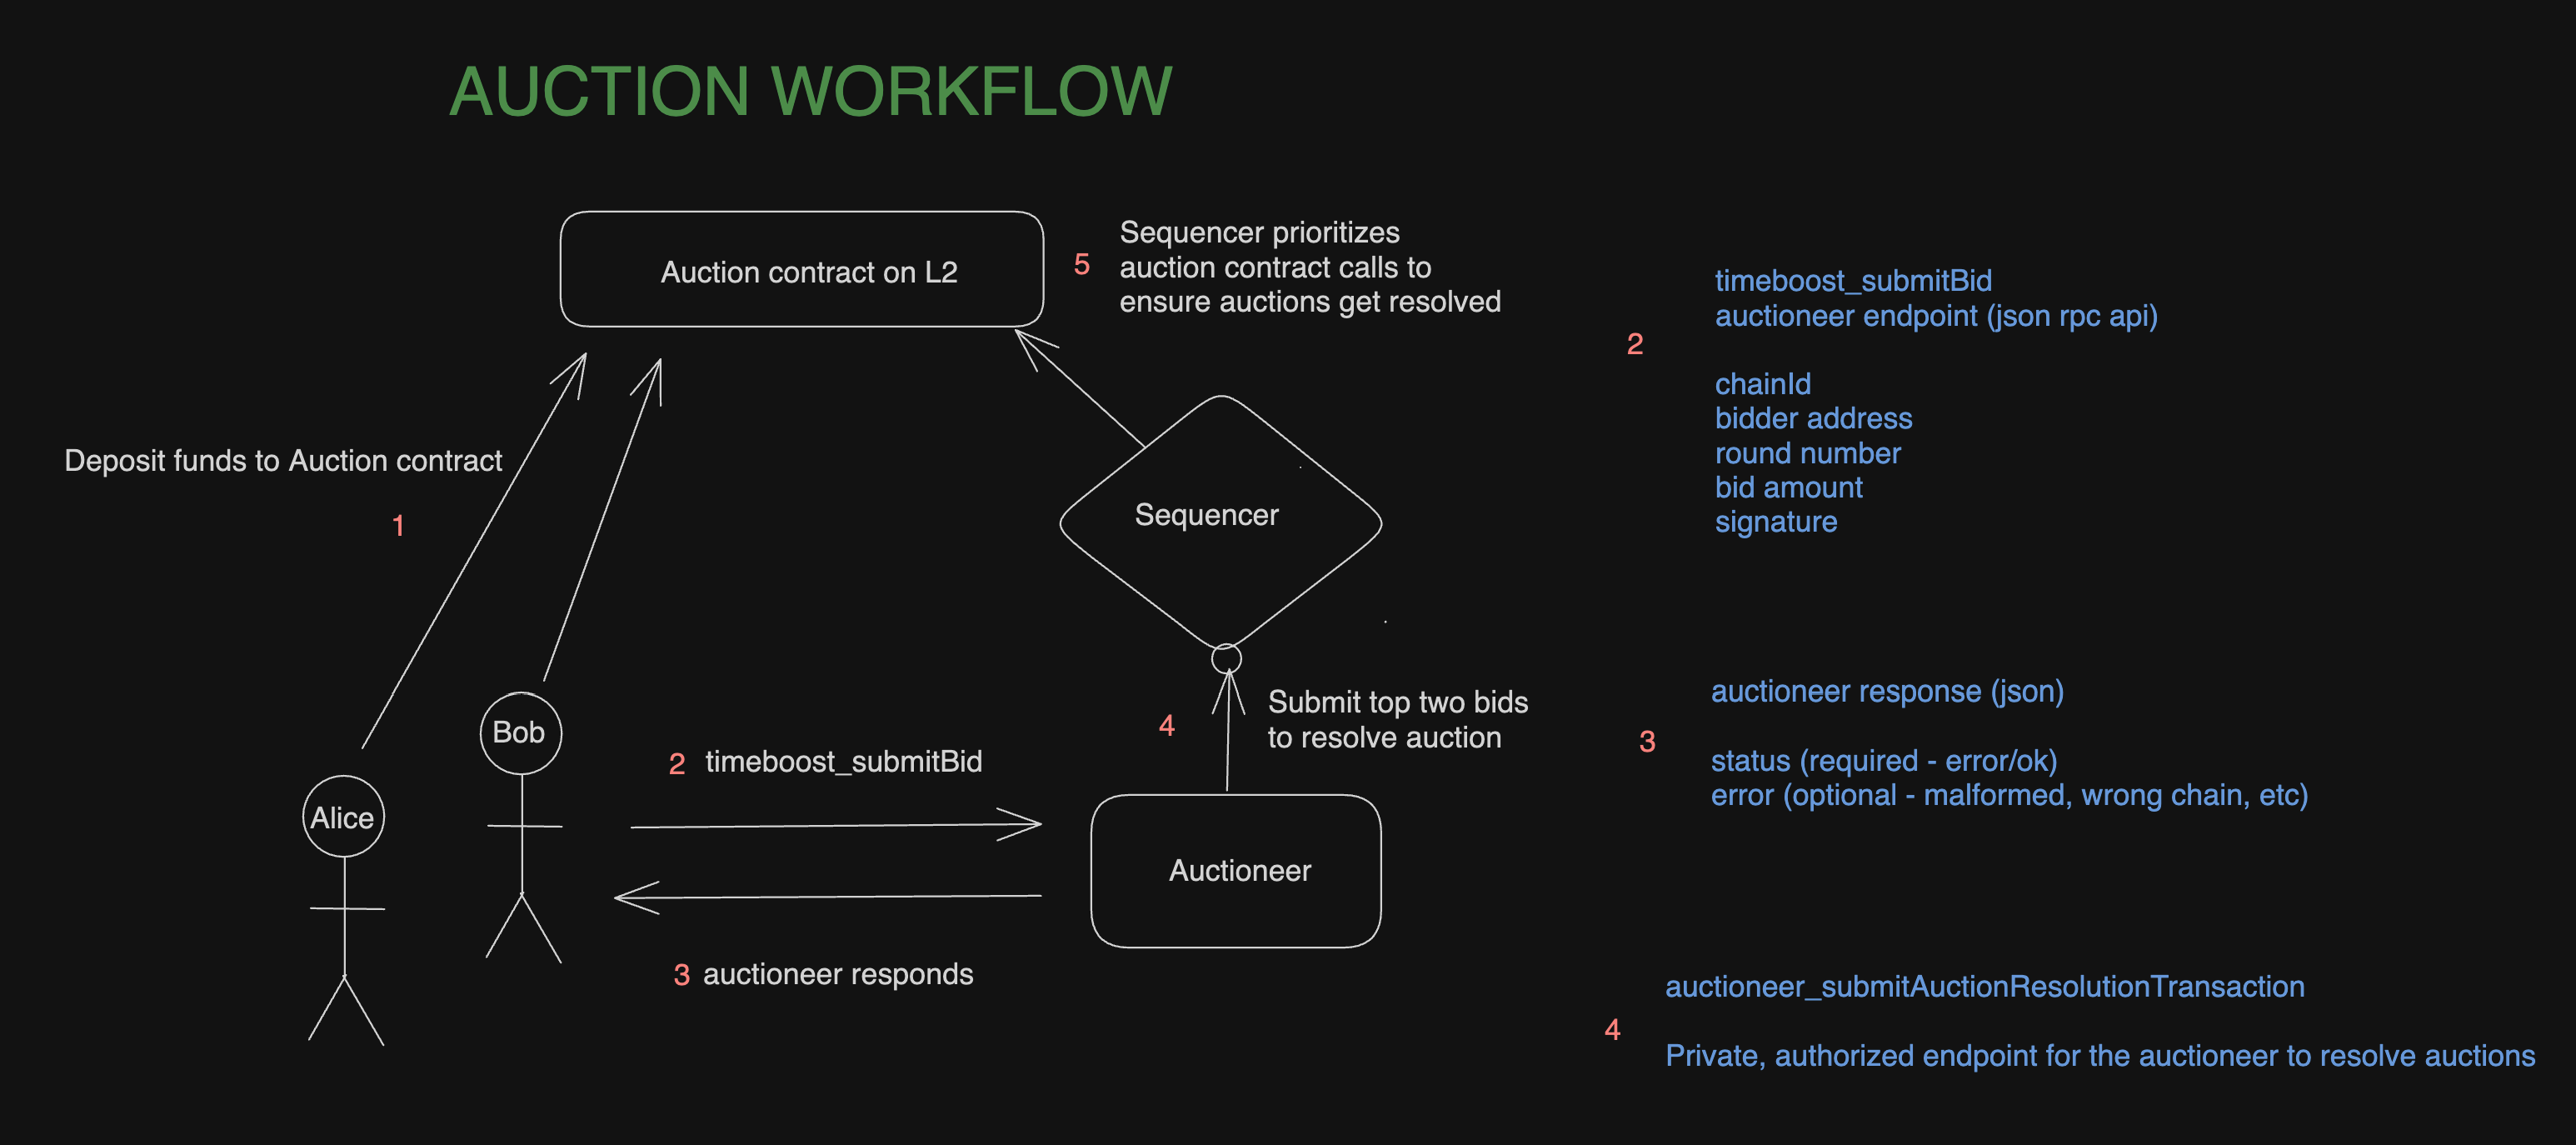 AUCTION WORKFLOW
Auction contract on L2
5
Sequencer prioritizes
auction contract calls to
ensure auctions get resolved
Deposit funds to Auction contract
1
Sequencer
Bob
Alice
2 timeboost_submitBid
4
Submit top two bids
to resolve auction
Auctioneer
3 auctioneer responds
2
timeboost_submitBid
auctioneer endpoint (json rpc api)
chainId
bidder address
round number
bid amount
signature
3
auctioneer response (json)
status (required - error/ok)
error (optional - malformed, wrong chain, etc)
4
auctioneer_submitAuctionResolutionTransaction
Private, authorized endpoint for the auctioneer to resolve auctions